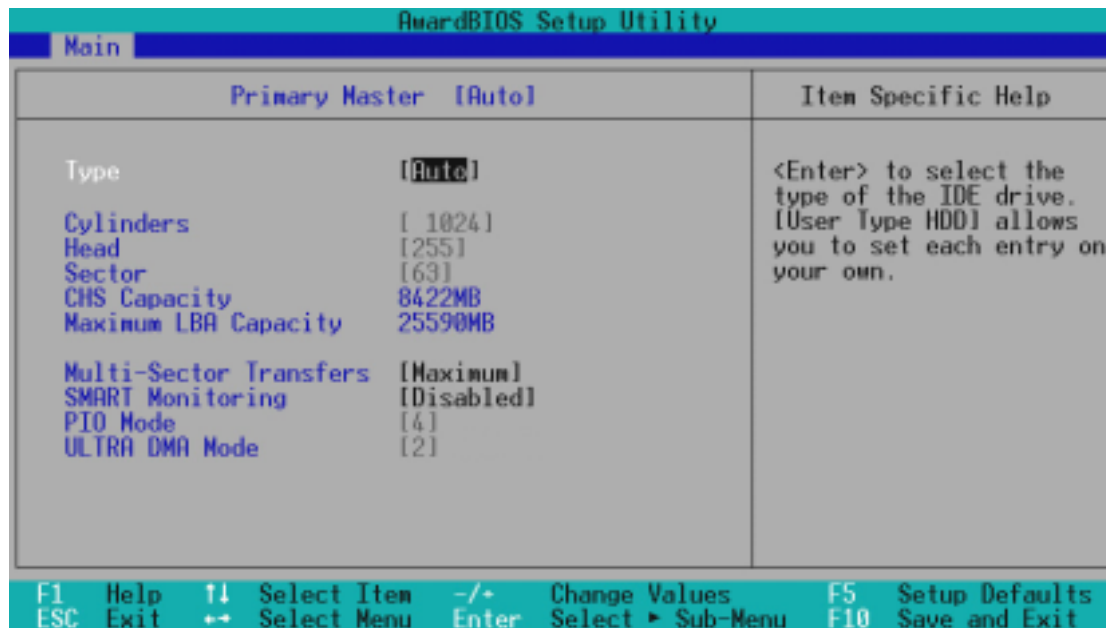 AwardBIOS Setup Utility
Main
Primary Master [Auto]
Item Specific Help
Type [Auto]
Cylinders [ 1024]
Head [255]
Sector [63]
CHS Capacity 8422MB
Maximum LBA Capacity 25590MB
Multi-Sector Transfers [Maximum]
SMART Monitoring [Disabled]
PIO Mode [4]
ULTRA DMA Mode [2]
<Enter> to select the
type of the IDE drive.
[User Type HDD] allows
you to set each entry on
your own.
F1 Help ↑↓ Select Item -/+ Change Values F5 Setup Defaults
ESC Exit ←→ Select Menu Enter Select ► Sub-Menu F10 Save and Exit